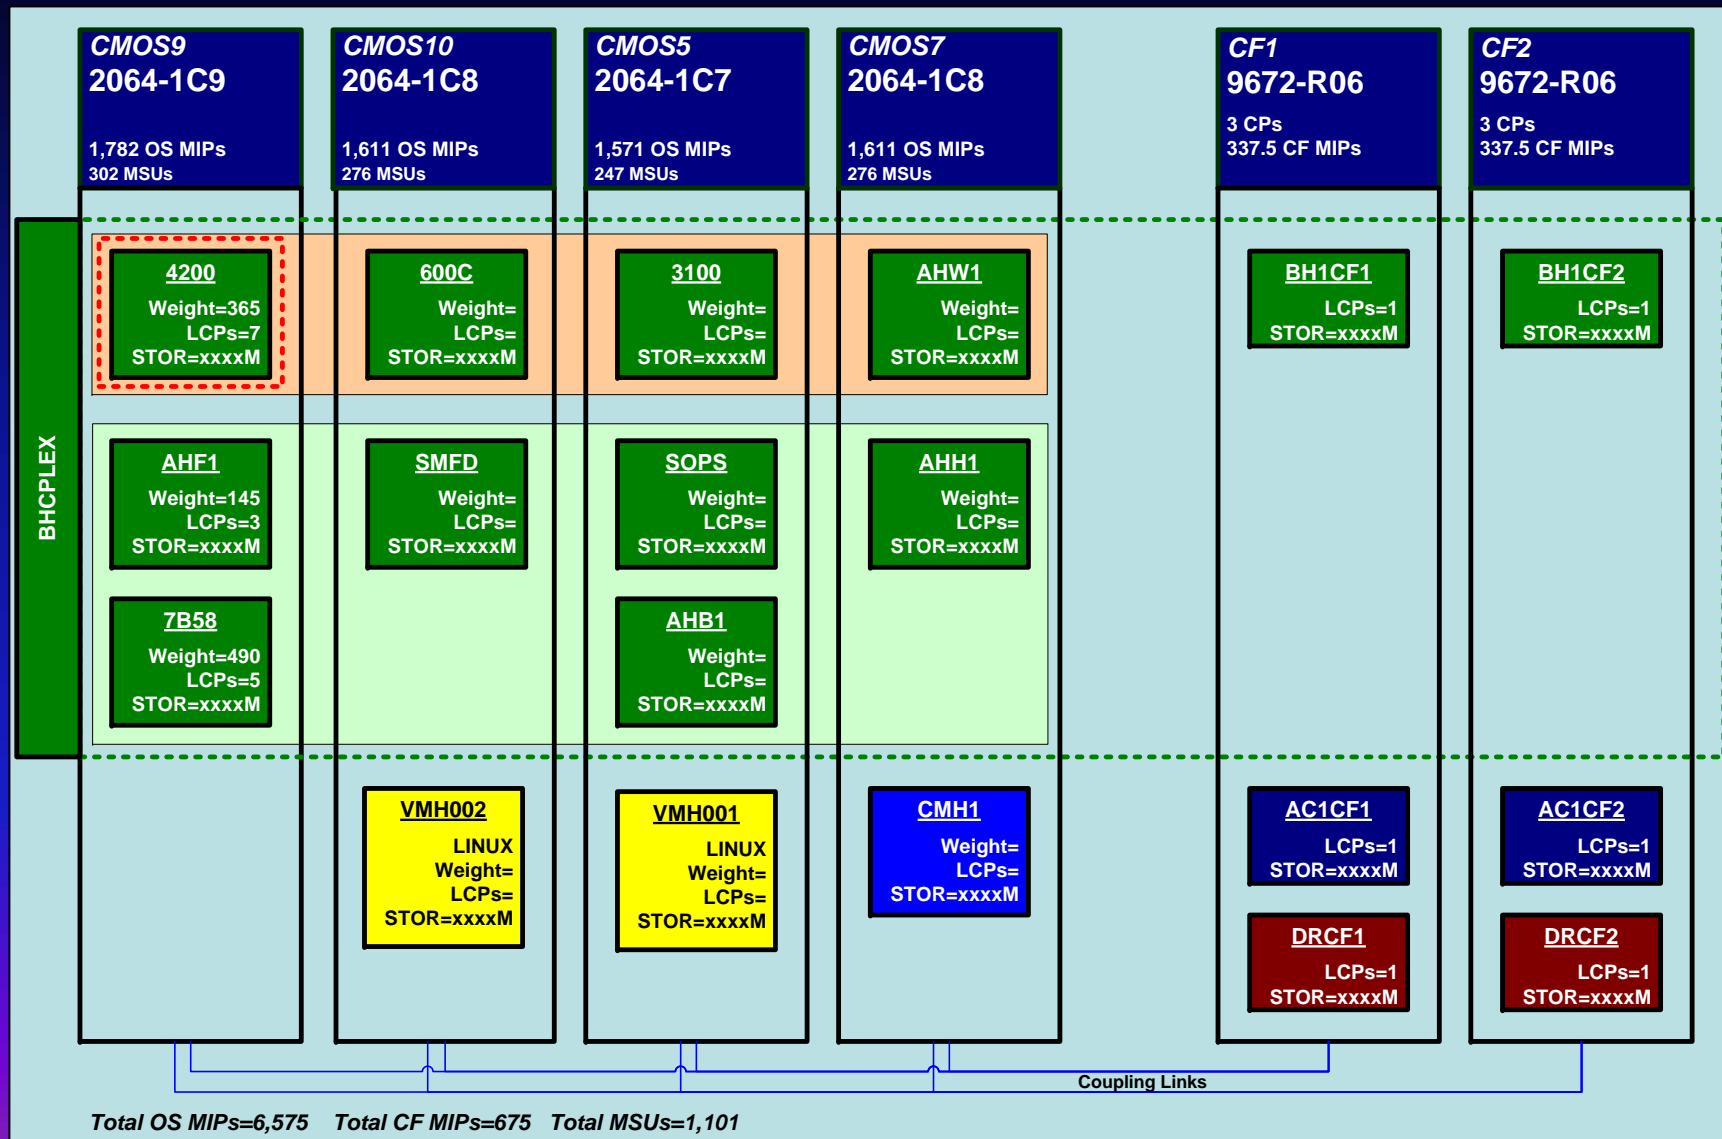 CMOS9
2064-1C9
1,782 OS MIPs
302 MSUs
CMOS10
2064-1C8
1,611 OS MIPs
276 MSUs
CMOS5
2064-1C7
1,571 OS MIPs
247 MSUs
CMOS7
2064-1C8
1,611 OS MIPs
276 MSUs
CF1
9672-R06
3 CPs
337.5 CF MIPs
CF2
9672-R06
3 CPs
337.5 CF MIPs
BHCPLEX
4200
Weight=365
LCPs=7
STOR=xxxxM
600C
Weight=
LCPs=
STOR=xxxxM
3100
Weight=
LCPs=
STOR=xxxxM
AHW1
Weight=
LCPs=
STOR=xxxxM
BH1CF1
LCPs=1
STOR=xxxxM
BH1CF2
LCPs=1
STOR=xxxxM
AHF1
Weight=145
LCPs=3
STOR=xxxxM
SMFD
Weight=
LCPs=
STOR=xxxxM
SOPS
Weight=
LCPs=
STOR=xxxxM
AHH1
Weight=
LCPs=
STOR=xxxxM
7B58
Weight=490
LCPs=5
STOR=xxxxM
AHB1
Weight=
LCPs=
STOR=xxxxM
VMH002
LINUX
Weight=
LCPs=
STOR=xxxxM
VMH001
LINUX
Weight=
LCPs=
STOR=xxxxM
CMH1
Weight=
LCPs=
STOR=xxxxM
AC1CF1
LCPs=1
STOR=xxxxM
AC1CF2
LCPs=1
STOR=xxxxM
DRCF1
LCPs=1
STOR=xxxxM
DRCF2
LCPs=1
STOR=xxxxM
Coupling Links
Total OS MIPs=6,575 Total CF MIPs=675 Total MSUs=1,101